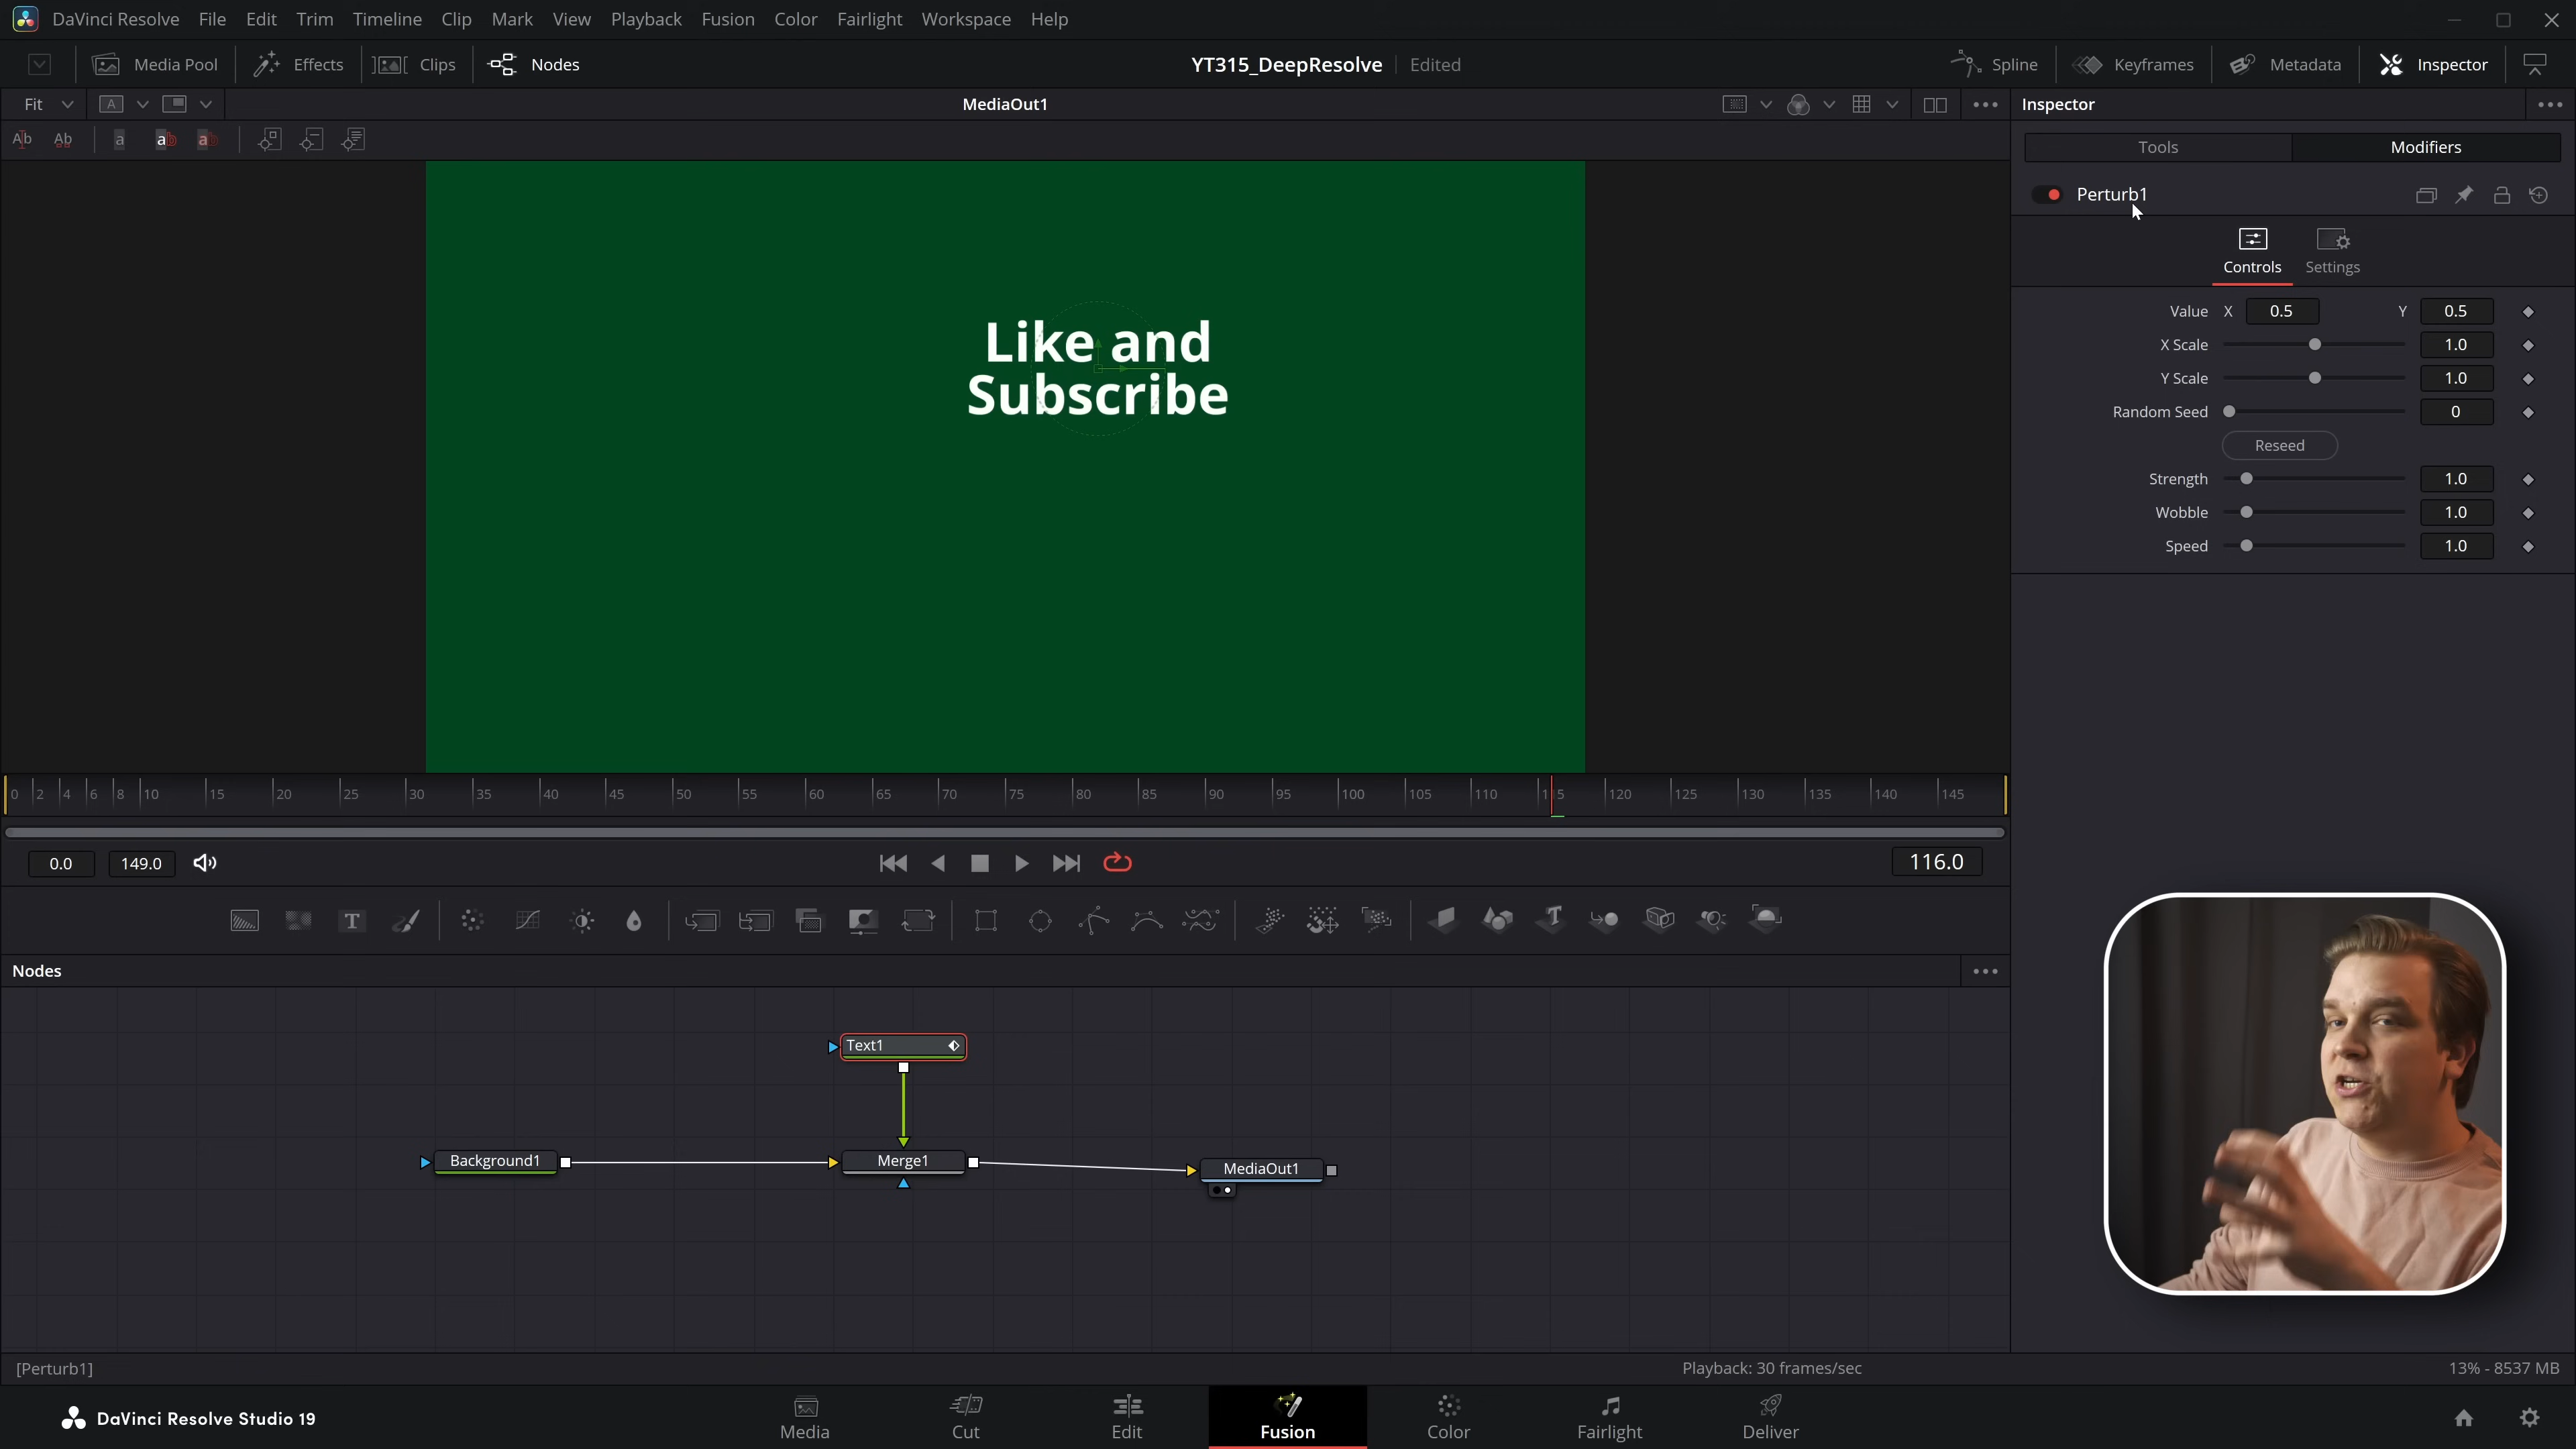 DaVinci Resolve File Edit Trim Timeline Clip Mark View Playback Fusion Color Fairlight Workspace Help
Media Pool Effects Clips Nodes YT315_DeepResolve Edited Spline Keyframes Metadata Inspector
Fit A MediaOut1 Inspector
Ab Ab a ab ab
Tools Modifiers
Perturb1
Controls Settings
Value X 0.5 Y 0.5
X Scale 1.0
Y Scale 1.0
Random Seed 0
Reseed
Strength 1.0
Wobble 1.0
Speed 1.0
Like and
Subscribe
0 2 4 6 8 10 15 20 25 30 35 40 45 50 55 60 65 70 75 80 85 90 95 100 105 110 115 120 125 130 135 140 145
0.0 149.0 116.0
T T
Nodes
Text1
Background1 Merge1 MediaOut1
[Perturb1] Playback: 30 frames/sec 13% - 8537 MB
DaVinci Resolve Studio 19 Media Cut Edit Fusion Color Fairlight Deliver